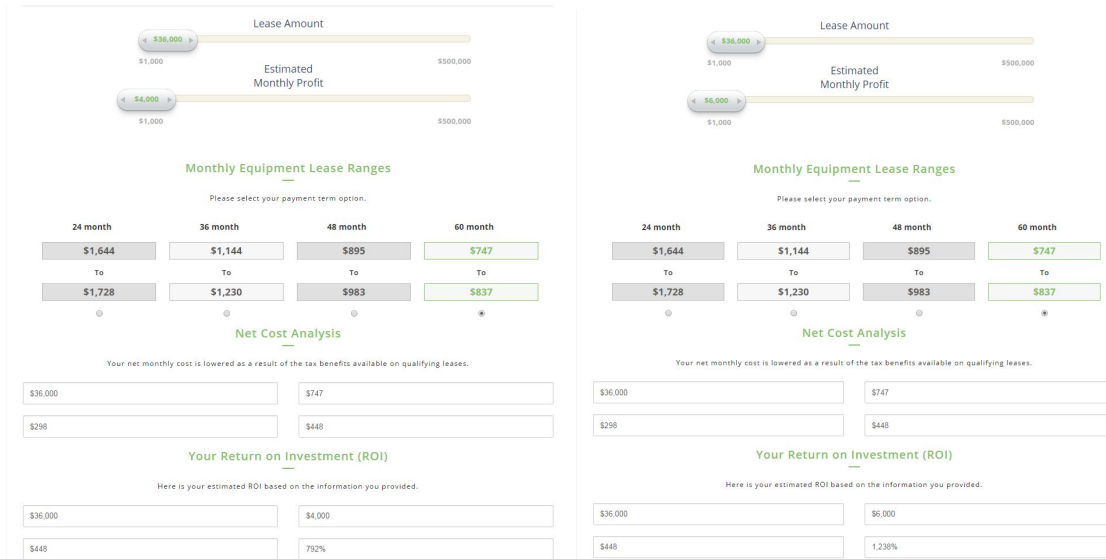 Lease Amount
$36,000
$1,000 $500,000
Estimated
Monthly Profit
$4,000
$1,000 $500,000
Monthly Equipment Lease Ranges
Please select your payment term option.
24 month 36 month 48 month 60 month
$1,644 $1,144 $895 $747
To To To To
$1,728 $1,230 $983 $837
Net Cost Analysis
Your net monthly cost is lowered as a result of the tax benefits available on qualifying leases.
$36,000 $747
$298 $448
Your Return on Investment (ROI)
Here is your estimated ROI based on the information you provided.
$36,000 $4,000
$448 792%
Lease Amount
$36,000
$1,000 $500,000
Estimated
Monthly Profit
$6,000
$1,000 $500,000
Monthly Equipment Lease Ranges
Please select your payment term option.
24 month 36 month 48 month 60 month
$1,644 $1,144 $895 $747
To To To To
$1,728 $1,230 $983 $837
Net Cost Analysis
Your net monthly cost is lowered as a result of the tax benefits available on qualifying leases.
$36,000 $747
$298 $448
Your Return on Investment (ROI)
Here is your estimated ROI based on the information you provided.
$36,000 $6,000
$448 1,238%